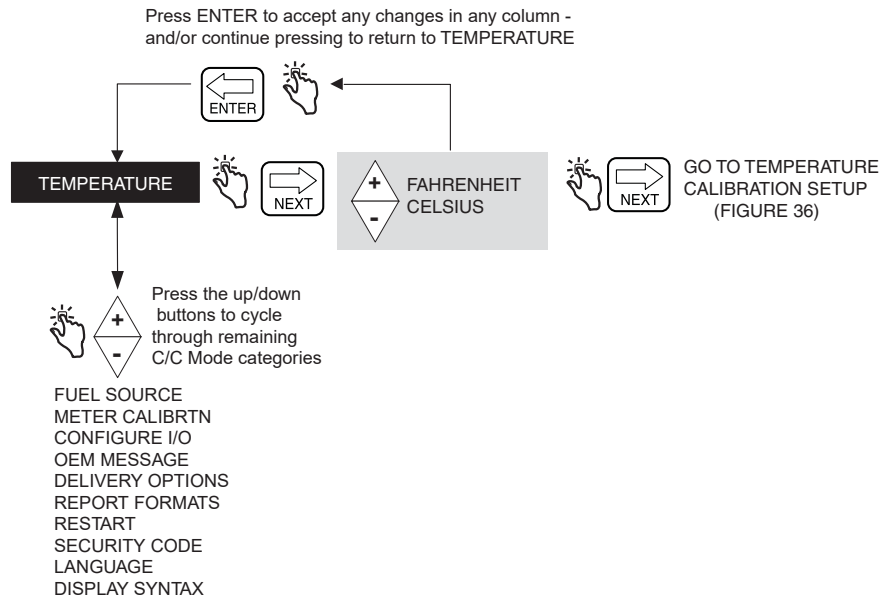 Press ENTER to accept any changes in any column -
and/or continue pressing to return to TEMPERATURE
ENTER
TEMPERATURE
NEXT
+
-
FAHRENHEIT
CELSIUS
NEXT
GO TO TEMPERATURE
CALIBRATION SETUP
(FIGURE 36)
+
-
Press the up/down
buttons to cycle
through remaining
C/C Mode categories
FUEL SOURCE
METER CALIBRTN
CONFIGURE I/O
OEM MESSAGE
DELIVERY OPTIONS
REPORT FORMATS
RESTART
SECURITY CODE
LANGUAGE
DISPLAY SYNTAX